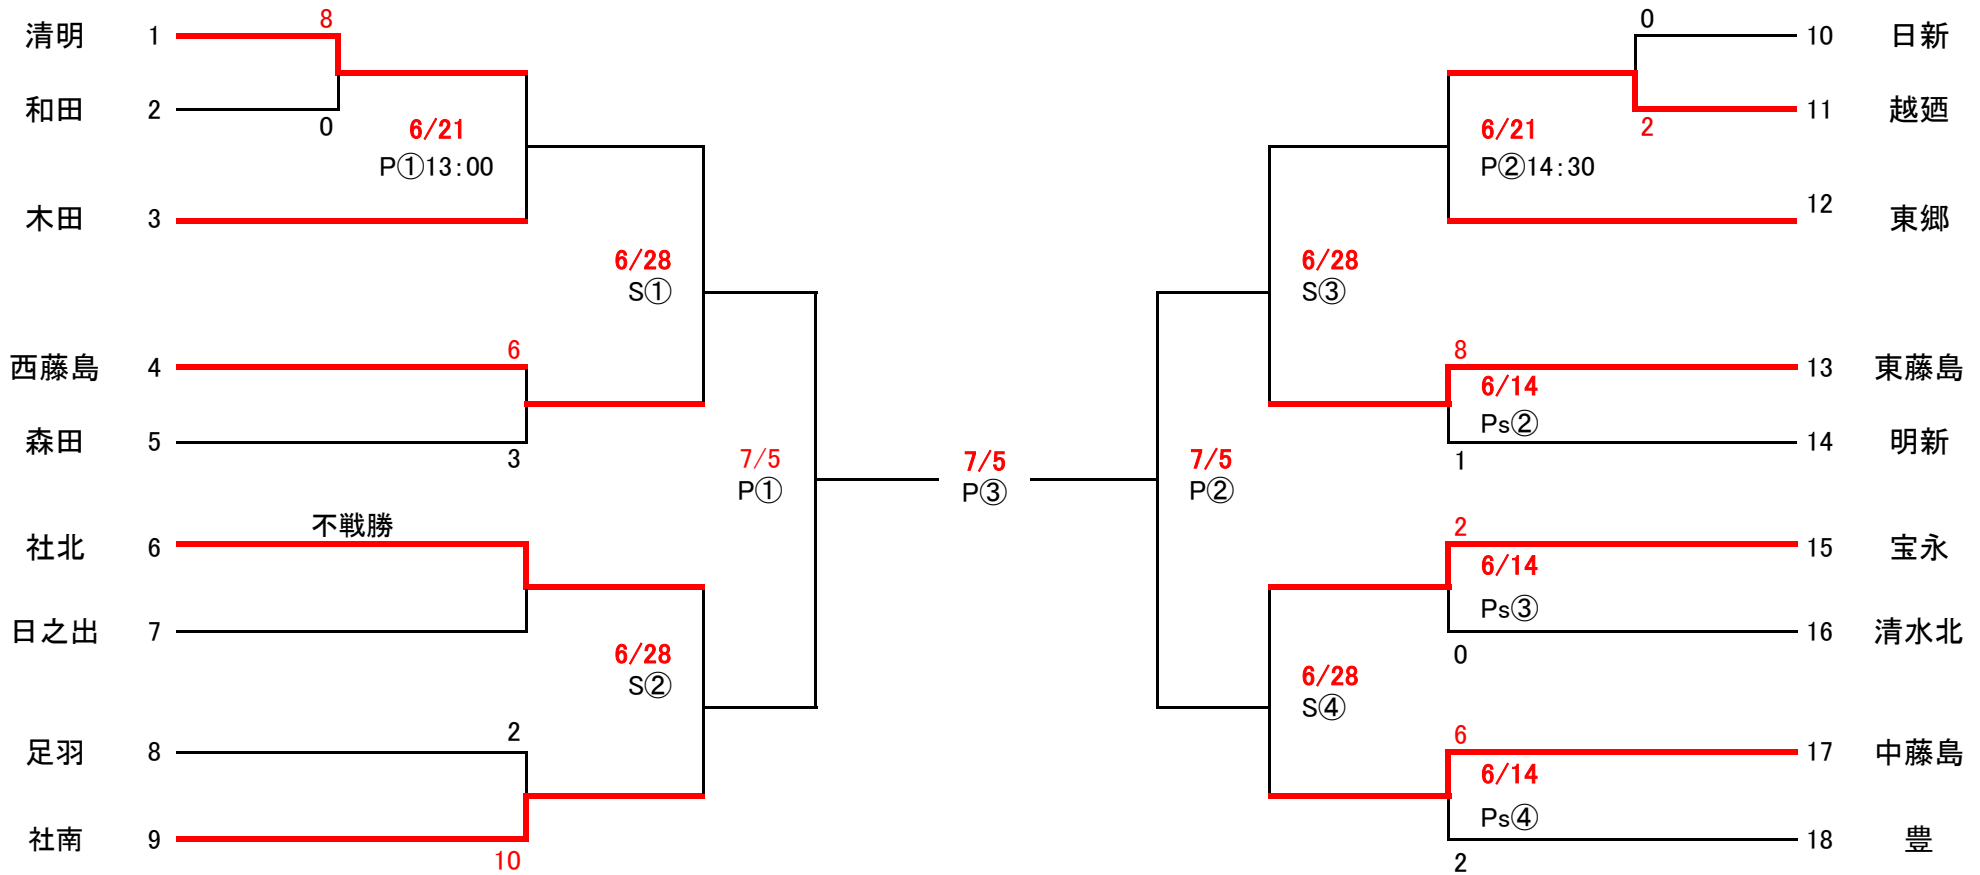 清明 1 8
和田 2 0
6/21
P①13:00
木田 3
6/28
S①
西藤島 4 6
森田 5 3
7/5
P①
不戦勝
社北 6
日之出 7
6/28
S②
足羽 8 2
社南 9 10
7/5
P③
0 10 日新
2 11 越廼
6/21
P②14:30
12 東郷
6/28
S③
8 13 東藤島
6/14
Ps②
1 14 明新
7/5
P②
2 15 宝永
6/14
Ps③
0 16 清水北
6/28
S④
6 17 中藤島
6/14
Ps④
2 18 豊